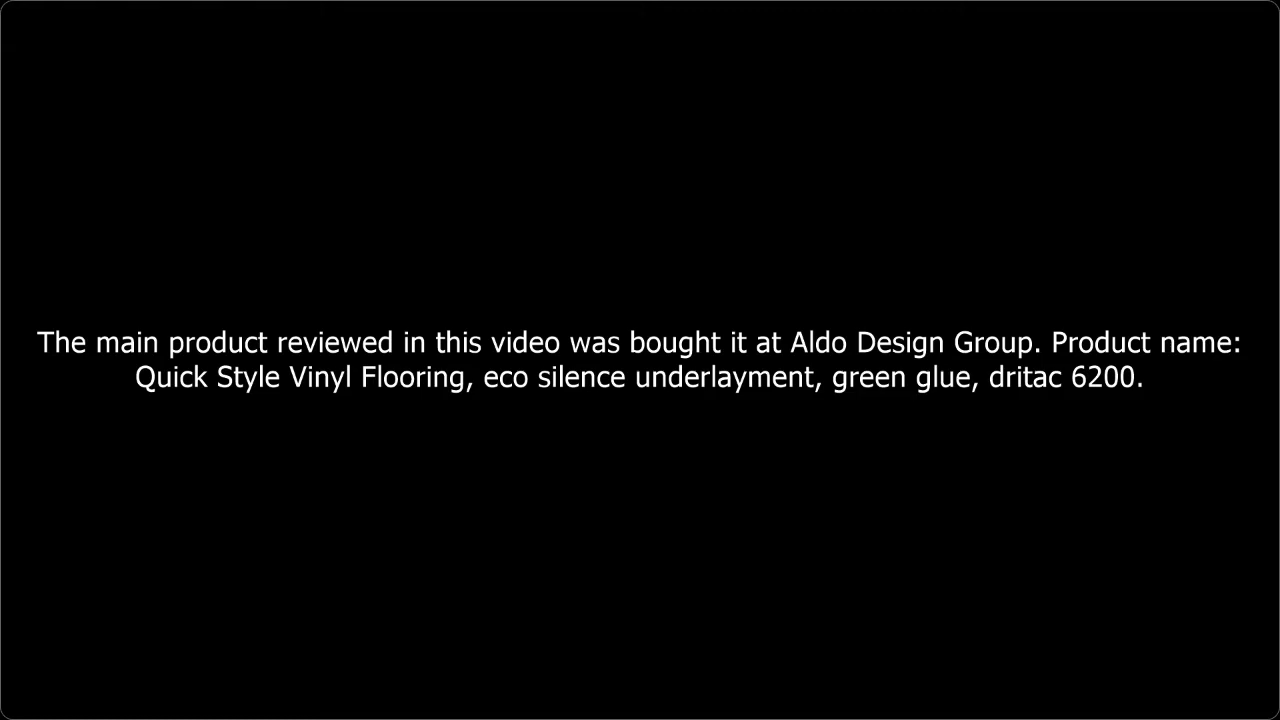 The main product reviewed in this video was bought it at Aldo Design Group. Product name:
Quick Style Vinyl Flooring, eco silence underlayment, green glue, dritac 6200.